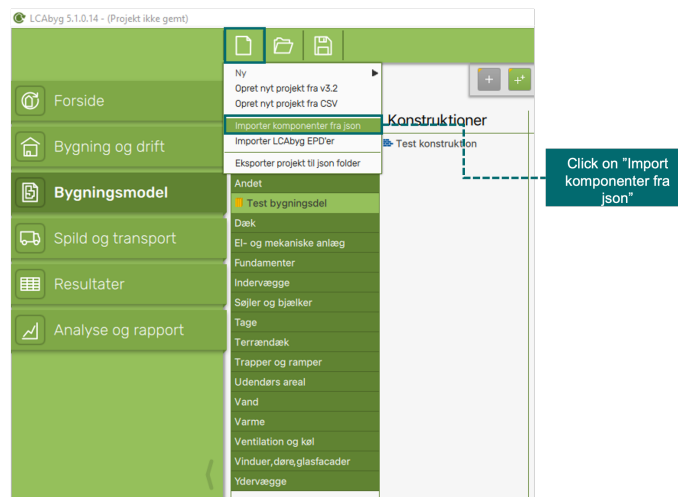 LCAbyg 5.1.0.14 - (Projekt ikke gemt)
Ny
Opret nyt projekt fra v3.2
Opret nyt projekt fra CSV
Importer komponenter fra json
Importer LCAbyg EPD'er
Eksporter projekt til json folder
Forside
Bygning og drift
Bygningsmodel
Spild og transport
Resultater
Analyse og rapport
Andet
Test bygningsdel
Dæk
El- og mekaniske anlæg
Fundamenter
Indervægge
Søjler og bjælker
Tage
Terrændæk
Trapper og ramper
Udendørs areal
Vand
Varme
Ventilation og køl
Vinduer,døre,glasfacader
Ydervægge
Konstruktioner
Test konstruktion
Click on "Import
komponenter fra
json"